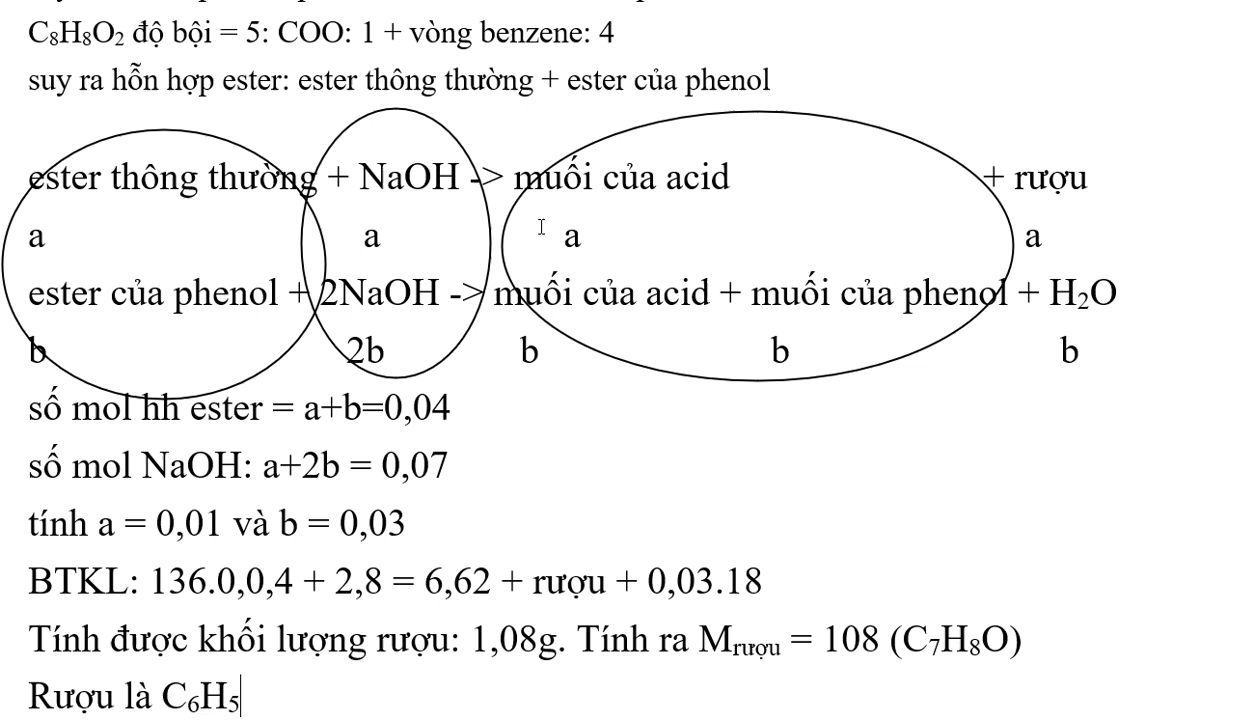 C₈H₈O₂ độ bội = 5: COO: 1 + vòng benzene: 4
suy ra hỗn hợp ester: ester thông thường + ester của phenol
ester thông thường + NaOH -> muối của acid + rượu
a a a a
ester của phenol + 2NaOH -> muối của acid + muối của phenol + H₂O
b 2b b b b
số mol hh ester = a+b=0,04
số mol NaOH: a+2b = 0,07
tính a = 0,01 và b = 0,03
BTKL: 136.0,0,4 + 2,8 = 6,62 + rượu + 0,03.18
Tính được khối lượng rượu: 1,08g. Tính ra Mrượu = 108 (C₇H₈O)
Rượu là C₆H₅